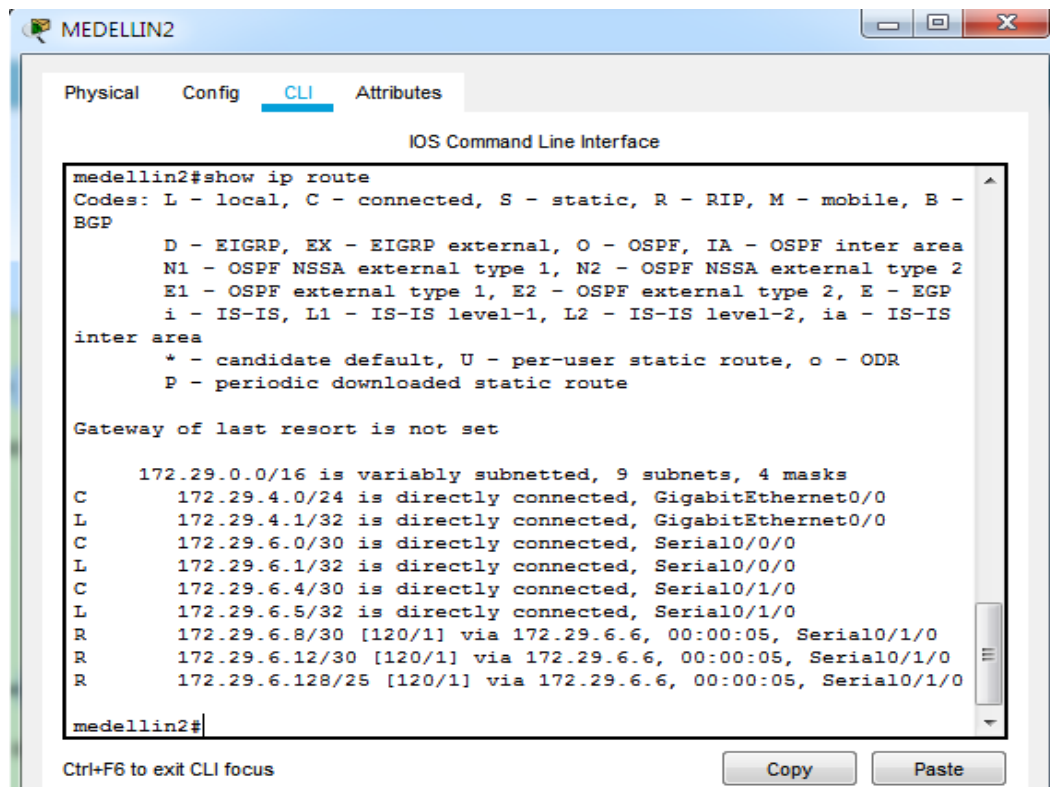 MEDELLIN2
Physical Config CLI Attributes
IOS Command Line Interface
medellin2#show ip route
Codes: L - local, C - connected, S - static, R - RIP, M - mobile, B -
BGP
D - EIGRP, EX - EIGRP external, O - OSPF, IA - OSPF inter area
N1 - OSPF NSSA external type 1, N2 - OSPF NSSA external type 2
E1 - OSPF external type 1, E2 - OSPF external type 2, E - EGP
i - IS-IS, L1 - IS-IS level-1, L2 - IS-IS level-2, ia - IS-IS
inter area
* - candidate default, U - per-user static route, o - ODR
P - periodic downloaded static route
Gateway of last resort is not set
172.29.0.0/16 is variably subnetted, 9 subnets, 4 masks
C 172.29.4.0/24 is directly connected, GigabitEthernet0/0
L 172.29.4.1/32 is directly connected, GigabitEthernet0/0
C 172.29.6.0/30 is directly connected, Serial0/0/0
L 172.29.6.1/32 is directly connected, Serial0/0/0
C 172.29.6.4/30 is directly connected, Serial0/1/0
L 172.29.6.5/32 is directly connected, Serial0/1/0
R 172.29.6.8/30 [120/1] via 172.29.6.6, 00:00:05, Serial0/1/0
R 172.29.6.12/30 [120/1] via 172.29.6.6, 00:00:05, Serial0/1/0
R 172.29.6.128/25 [120/1] via 172.29.6.6, 00:00:05, Serial0/1/0
medellin2#
Ctrl+F6 to exit CLI focus Copy Paste